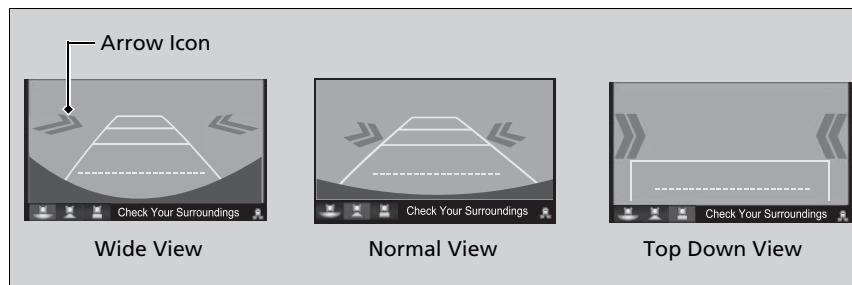 Arrow Icon
Check Your Surroundings
Check Your Surroundings
Check Your Surroundings
Wide View
Normal View
Top Down View